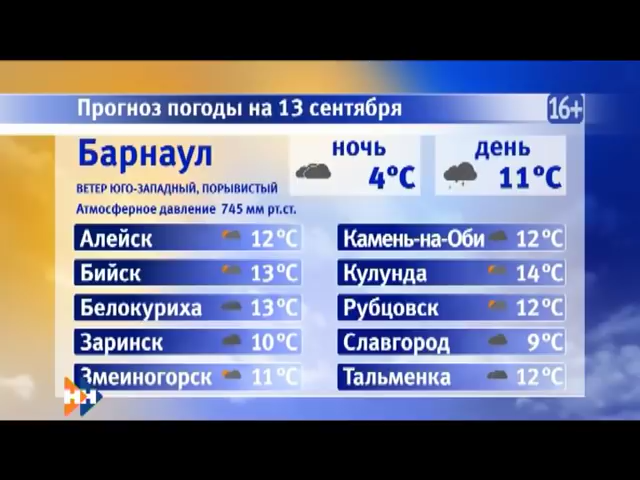 Прогноз погоды на 13 сентября 16+
Барнаул
ночь
4°C
день
11°C
ВЕТЕР ЮГО-ЗАПАДНЫЙ, ПОРЫВИСТЫЙ
Атмосферное давление 745 мм рт.ст.
Алейск 12°C
Бийск 13°C
Белокуриха 13°C
Заринск 10°C
Змеиногорск 11°C
Камень-на-Оби 12°C
Кулунда 14°C
Рубцовск 12°C
Славгород 9°C
Тальменка 12°C
НН